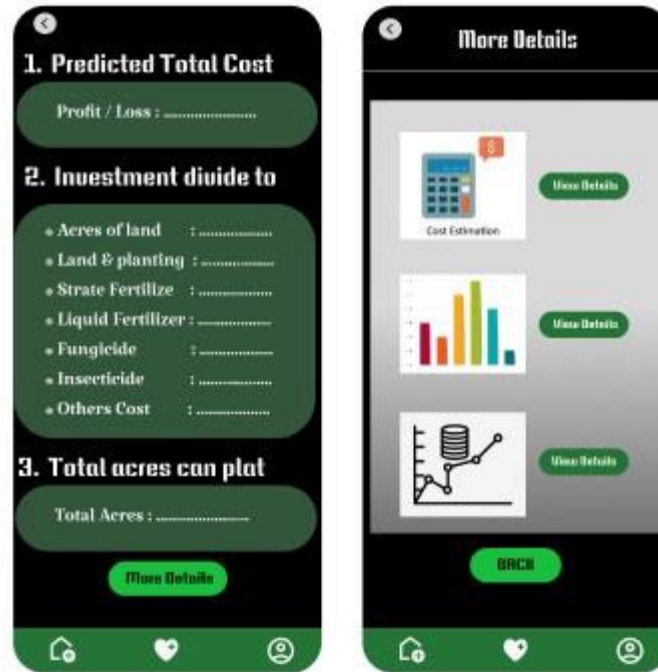 1. Predicted Total Cost
Profit / Loss : ........................
2. Investment divide to
Acres of land : ...................
Land & planting : ...................
Strate Fertilize : ...................
Liquid Fertilizer : ...................
Fungicide : ...................
Insecticide : ...................
Others Cost : ...................
3. Total acres can plat
Total Acres : ........................
More Details
More Details
$
Cost Estimation
View Details
View Details
View Details
BACK